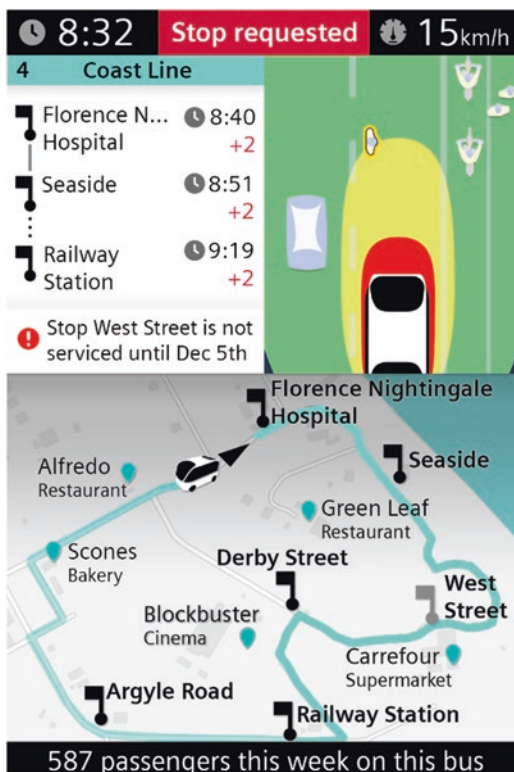 8:32 Stop requested 15km/h
4 Coast Line
Florence N... 8:40
Hospital +2
Seaside 8:51
+2
Railway 9:19
Station +2
! Stop West Street is not
serviced until Dec 5th
Florence Nightingale
Hospital
Alfredo
Restaurant
Seaside
Green Leaf
Restaurant
Scones
Bakery
Derby Street
West
Street
Blockbuster
Cinema
Carrefour
Supermarket
Argyle Road
Railway Station
587 passengers this week on this bus